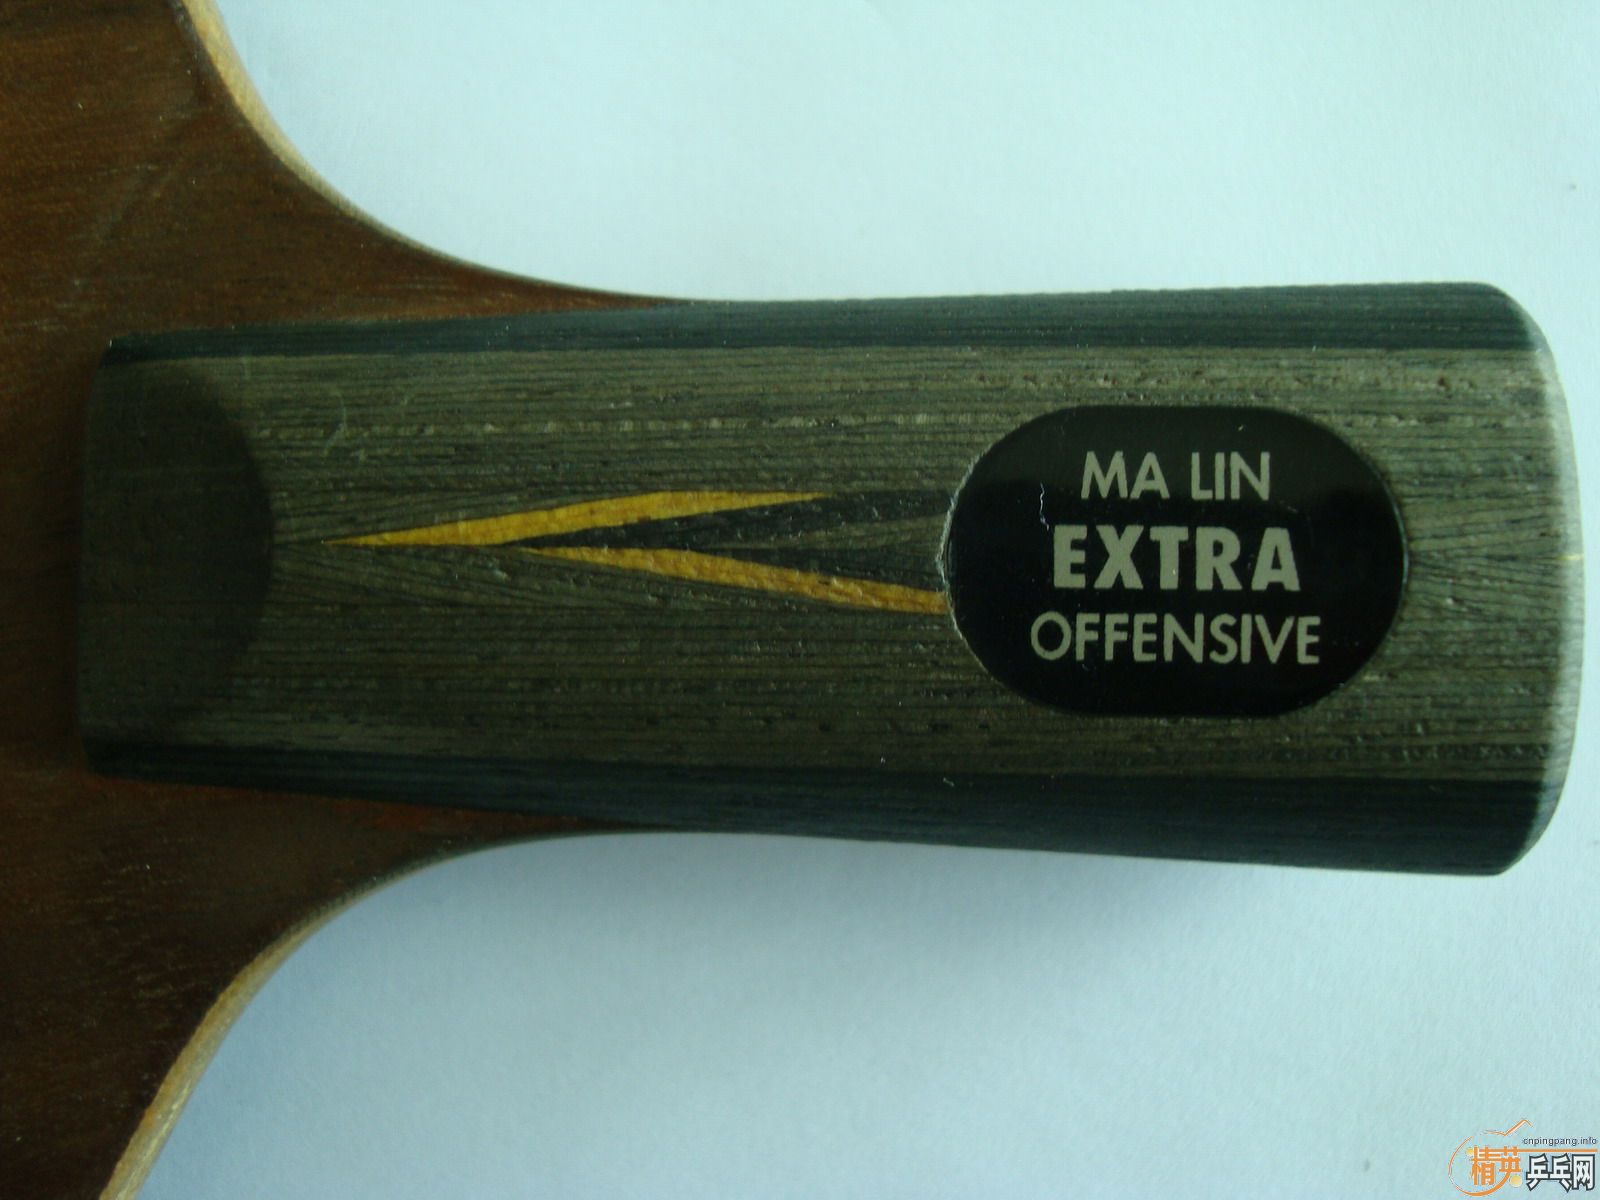 MA LIN
EXTRA
OFFENSIVE
cnpingpang.info
精英乒乓网